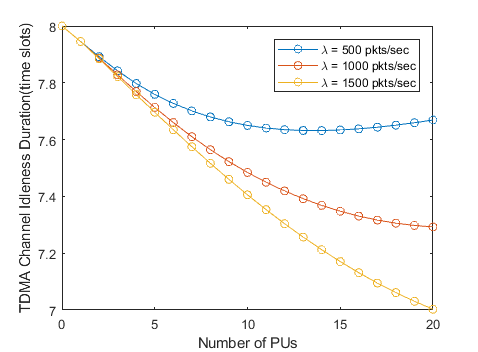 TDMA Channel Idleness Duration(time slots)
8
7.8
7.6
7.4
7.2
7
0
5
10
15
20
Number of PUs
λ = 500 pkts/sec
λ = 1000 pkts/sec
λ = 1500 pkts/sec